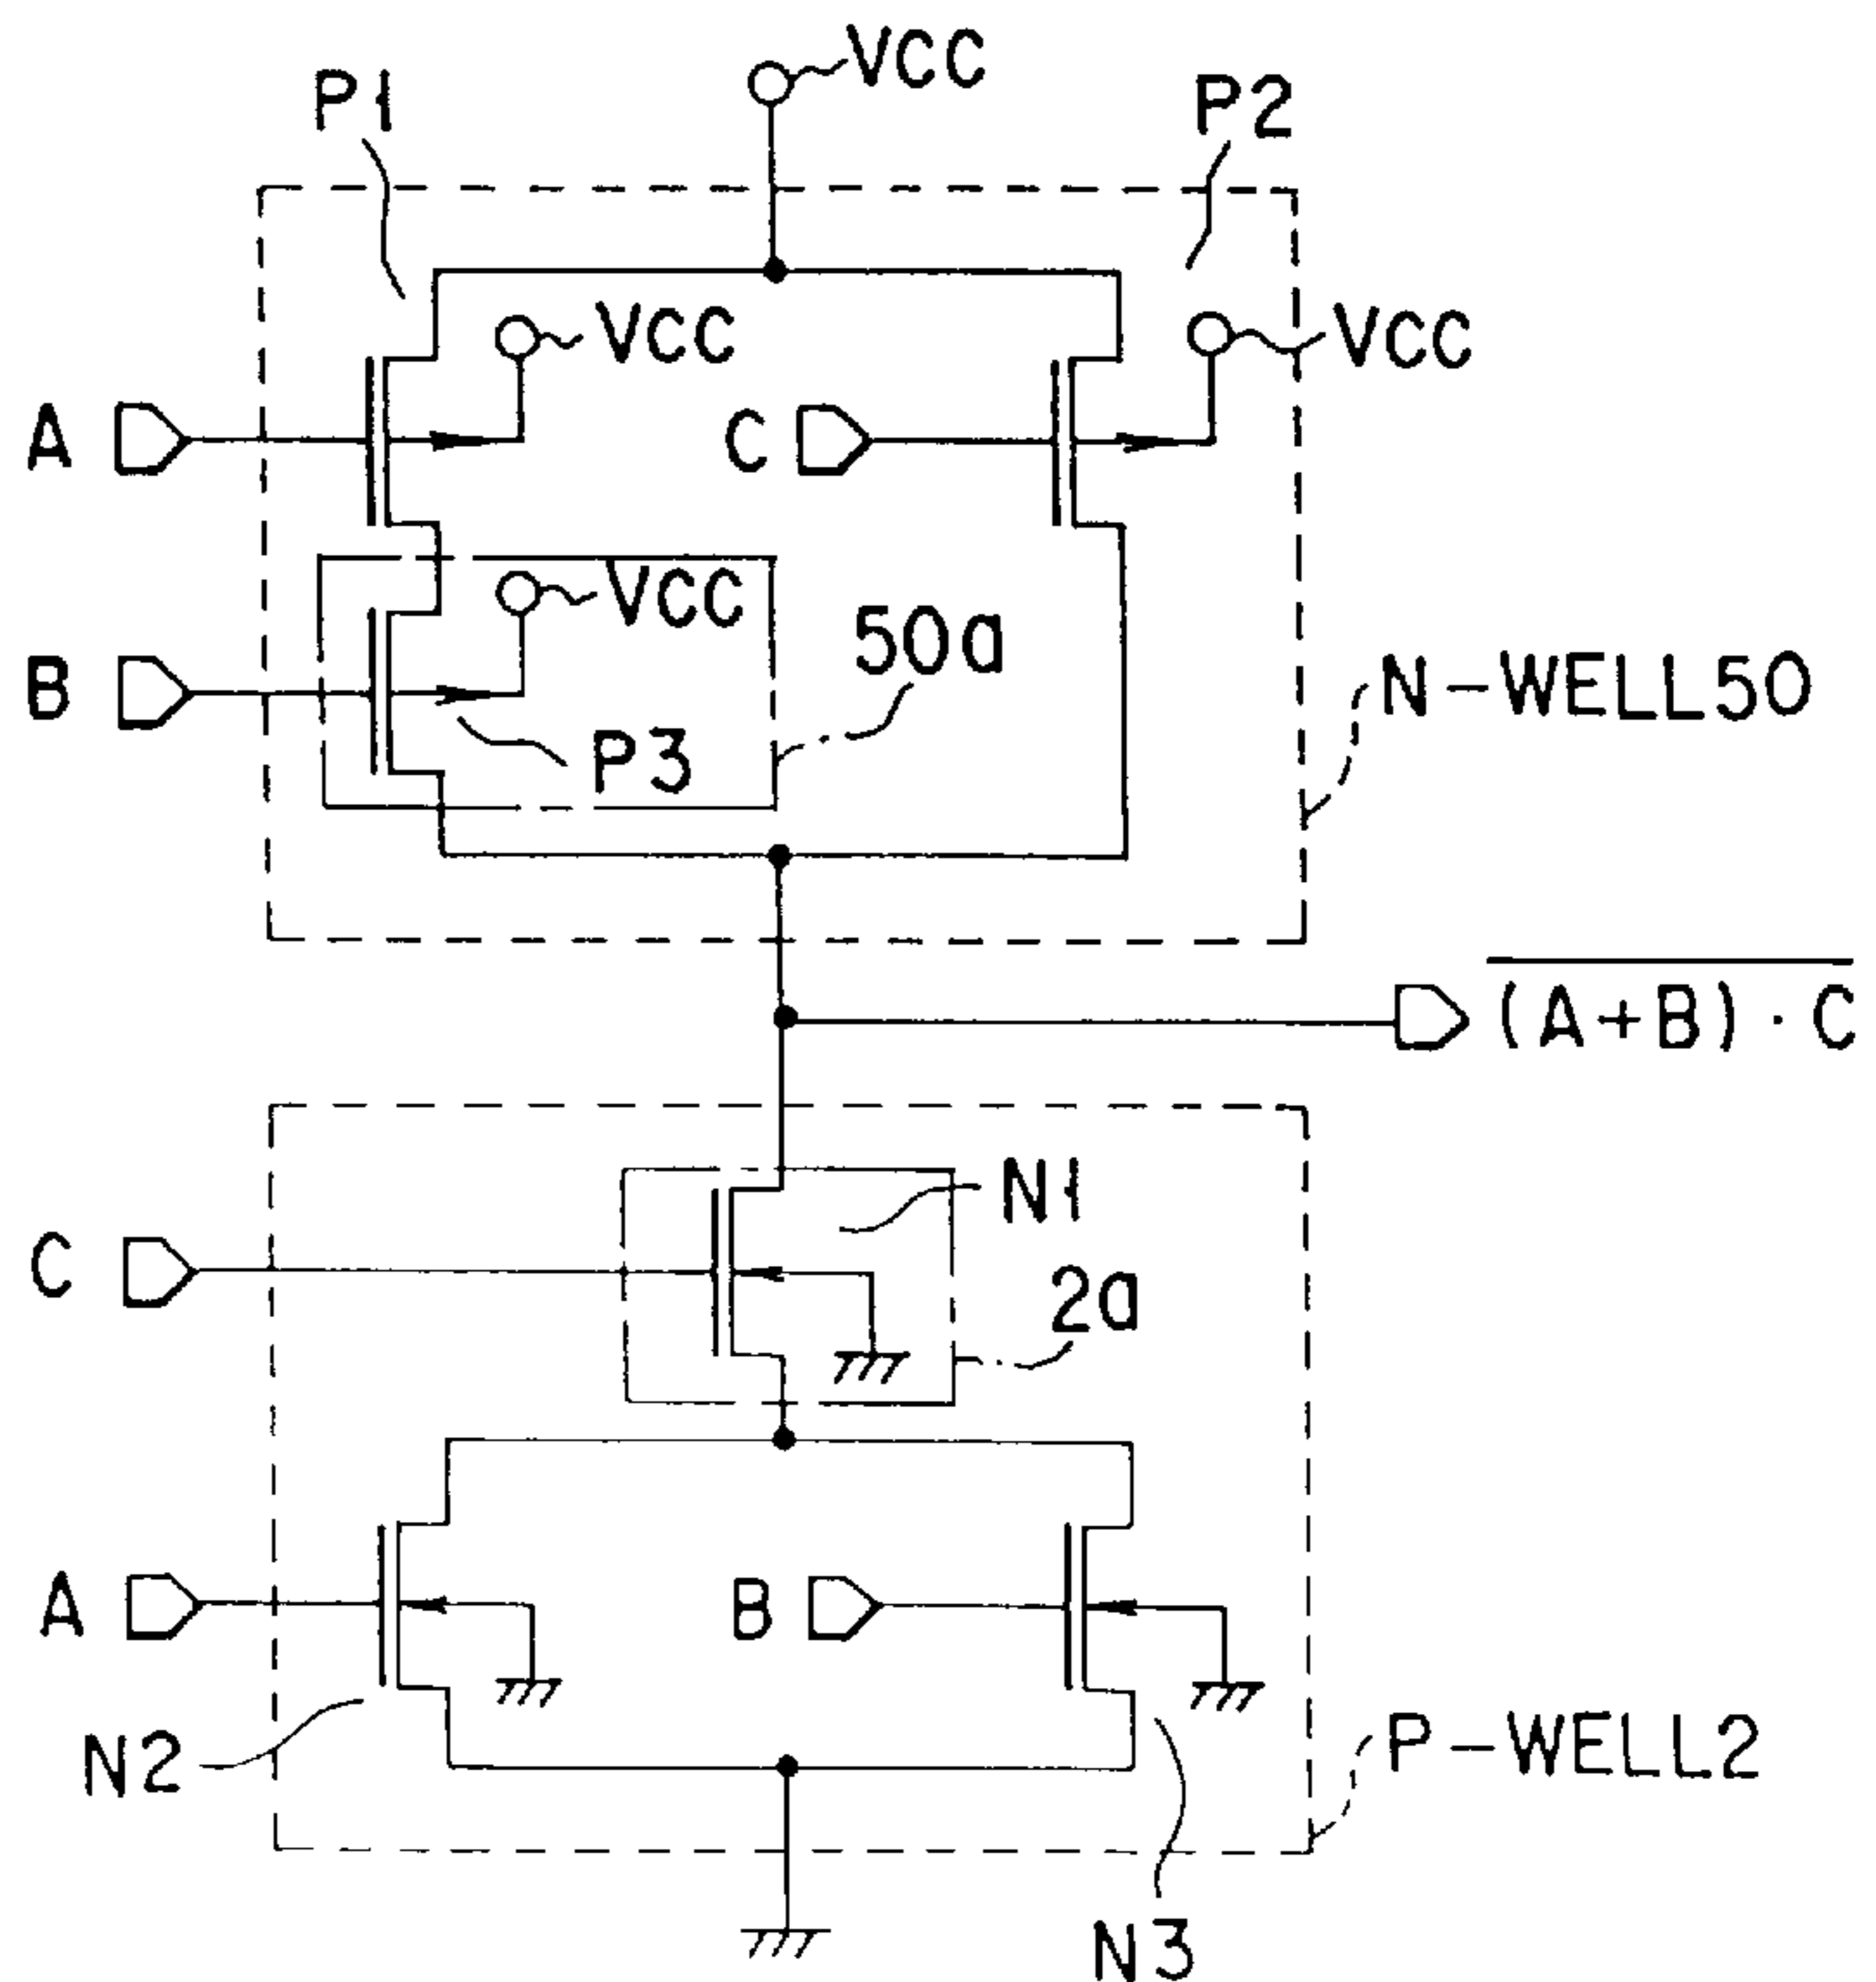 VCC
P1
P2
VCC
VCC
A
C
VCC
50a
B
N-WELL50
P3
(A+B)·C
N1
C
2a
A
B
N2
P-WELL2
N3